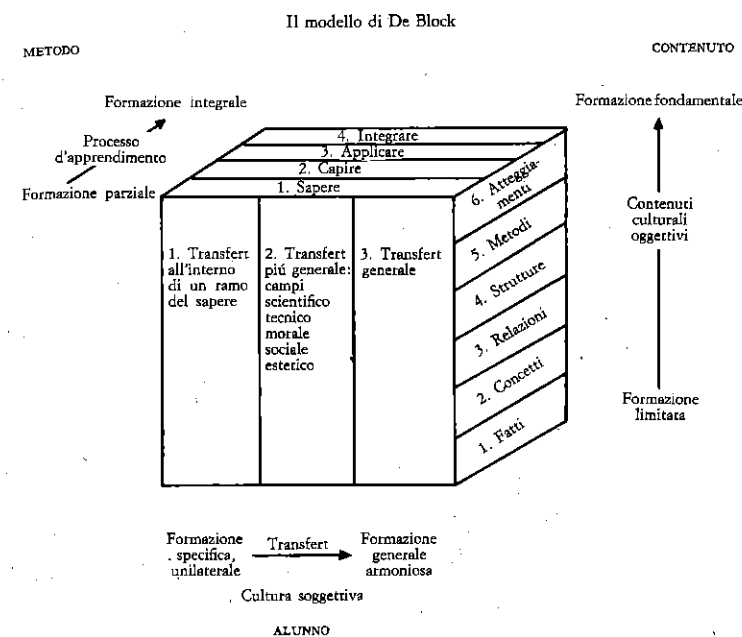 Il modello di De Block
METODO
CONTENUTO
Formazione integrale
Formazione fondamentale
Processo
d'apprendimento
Formazione parziale
4. Integrare
3. Applicare
2. Capire
1. Sapere
6. Atteggia-
menti
5. Metodi
4. Strutture
3. Relazioni
2. Concetti
1. Fatti
Contenuti
culturali
oggettivi
Formazione
limitata
1. Transfert
all'interno
di un ramo
del sapere
2. Transfert
piú generale:
campi
scientifico
tecnico
morale
sociale
esterico
3. Transfert
generale
Formazione
specifica,
unilaterale
Transfert
Formazione
generale
armoniosa
Cultura soggettiva
ALUNNO